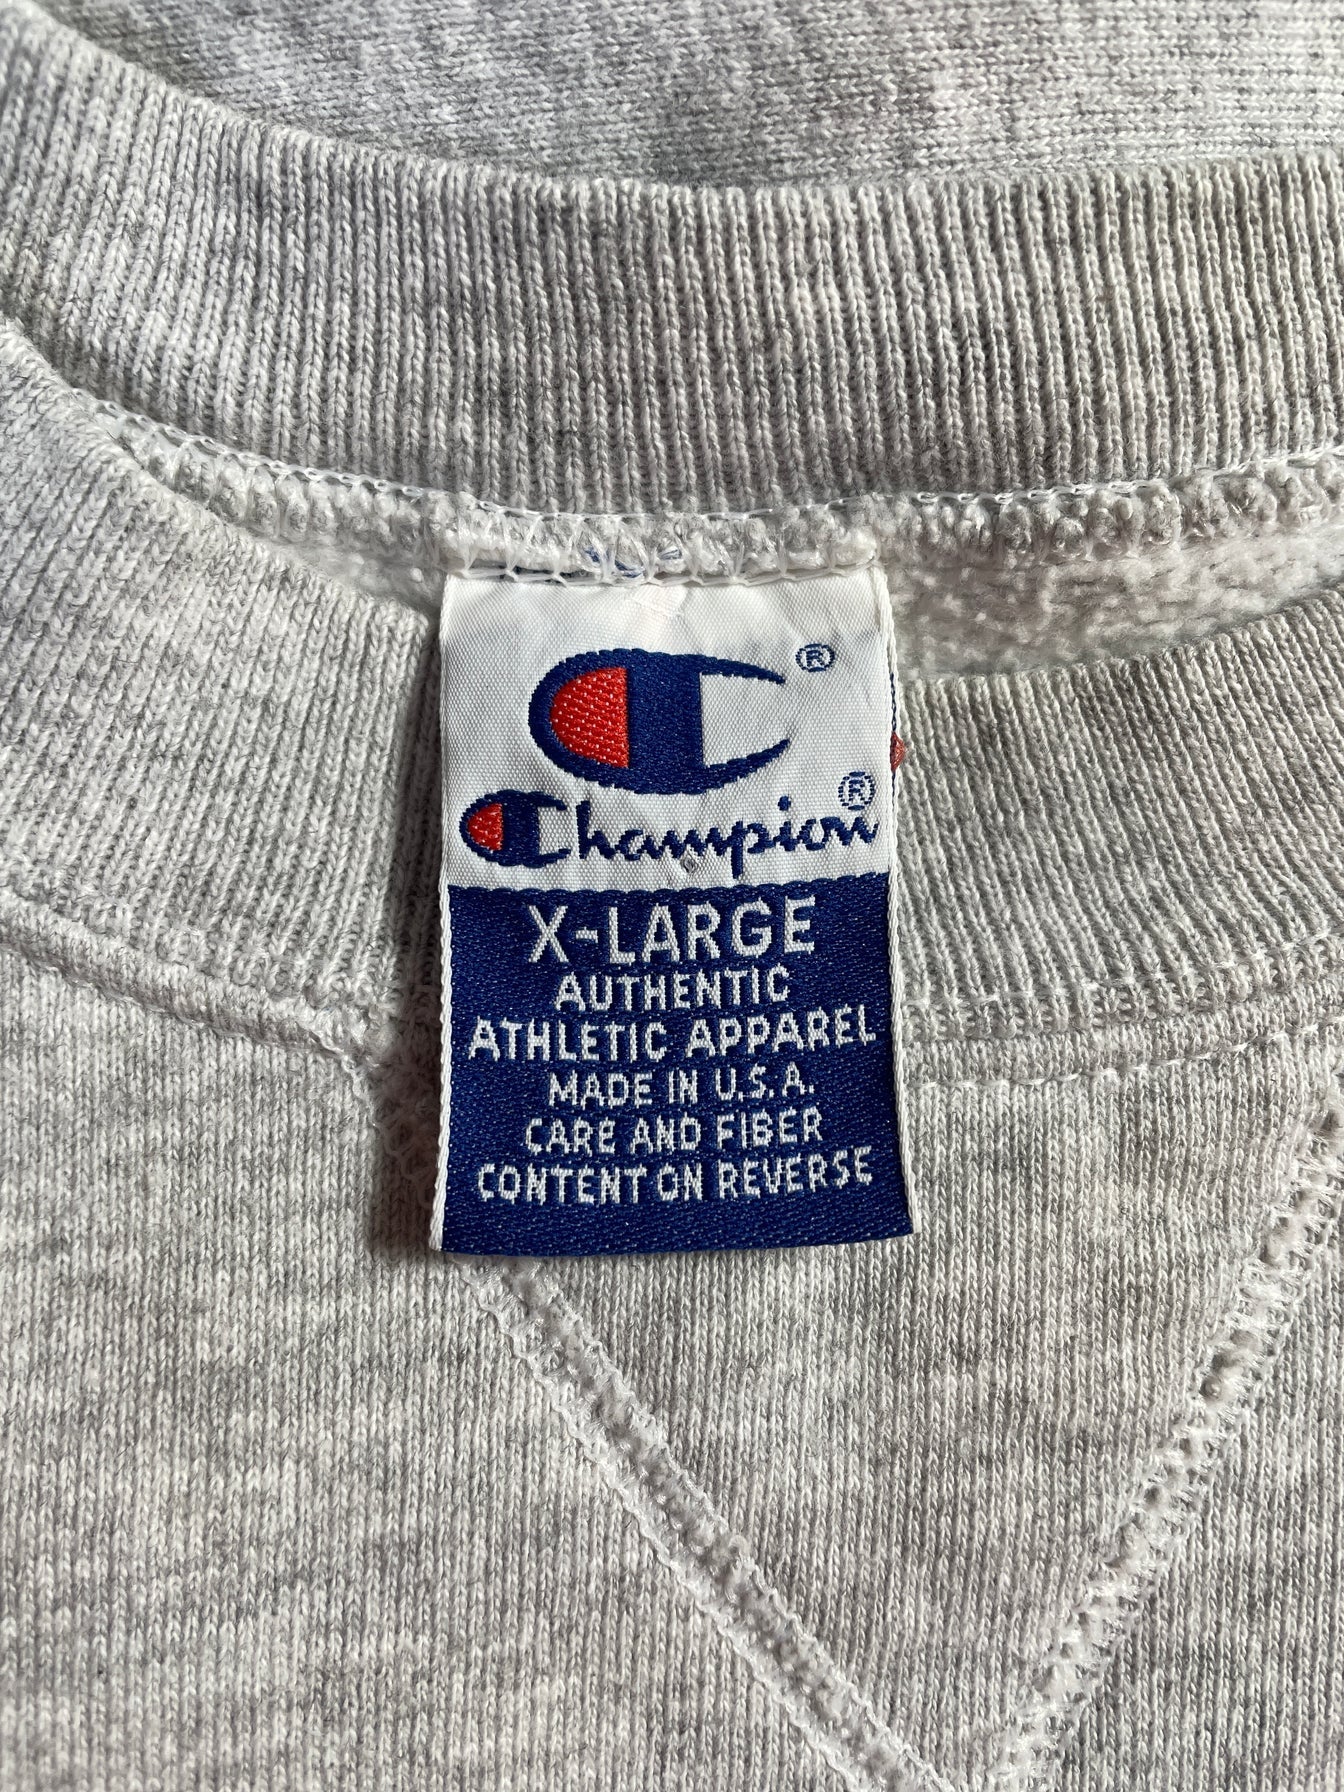 ®
Champion®
X-LARGE
AUTHENTIC
ATHLETIC APPAREL
MADE IN U.S.A.
CARE AND FIBER
CONTENT ON REVERSE